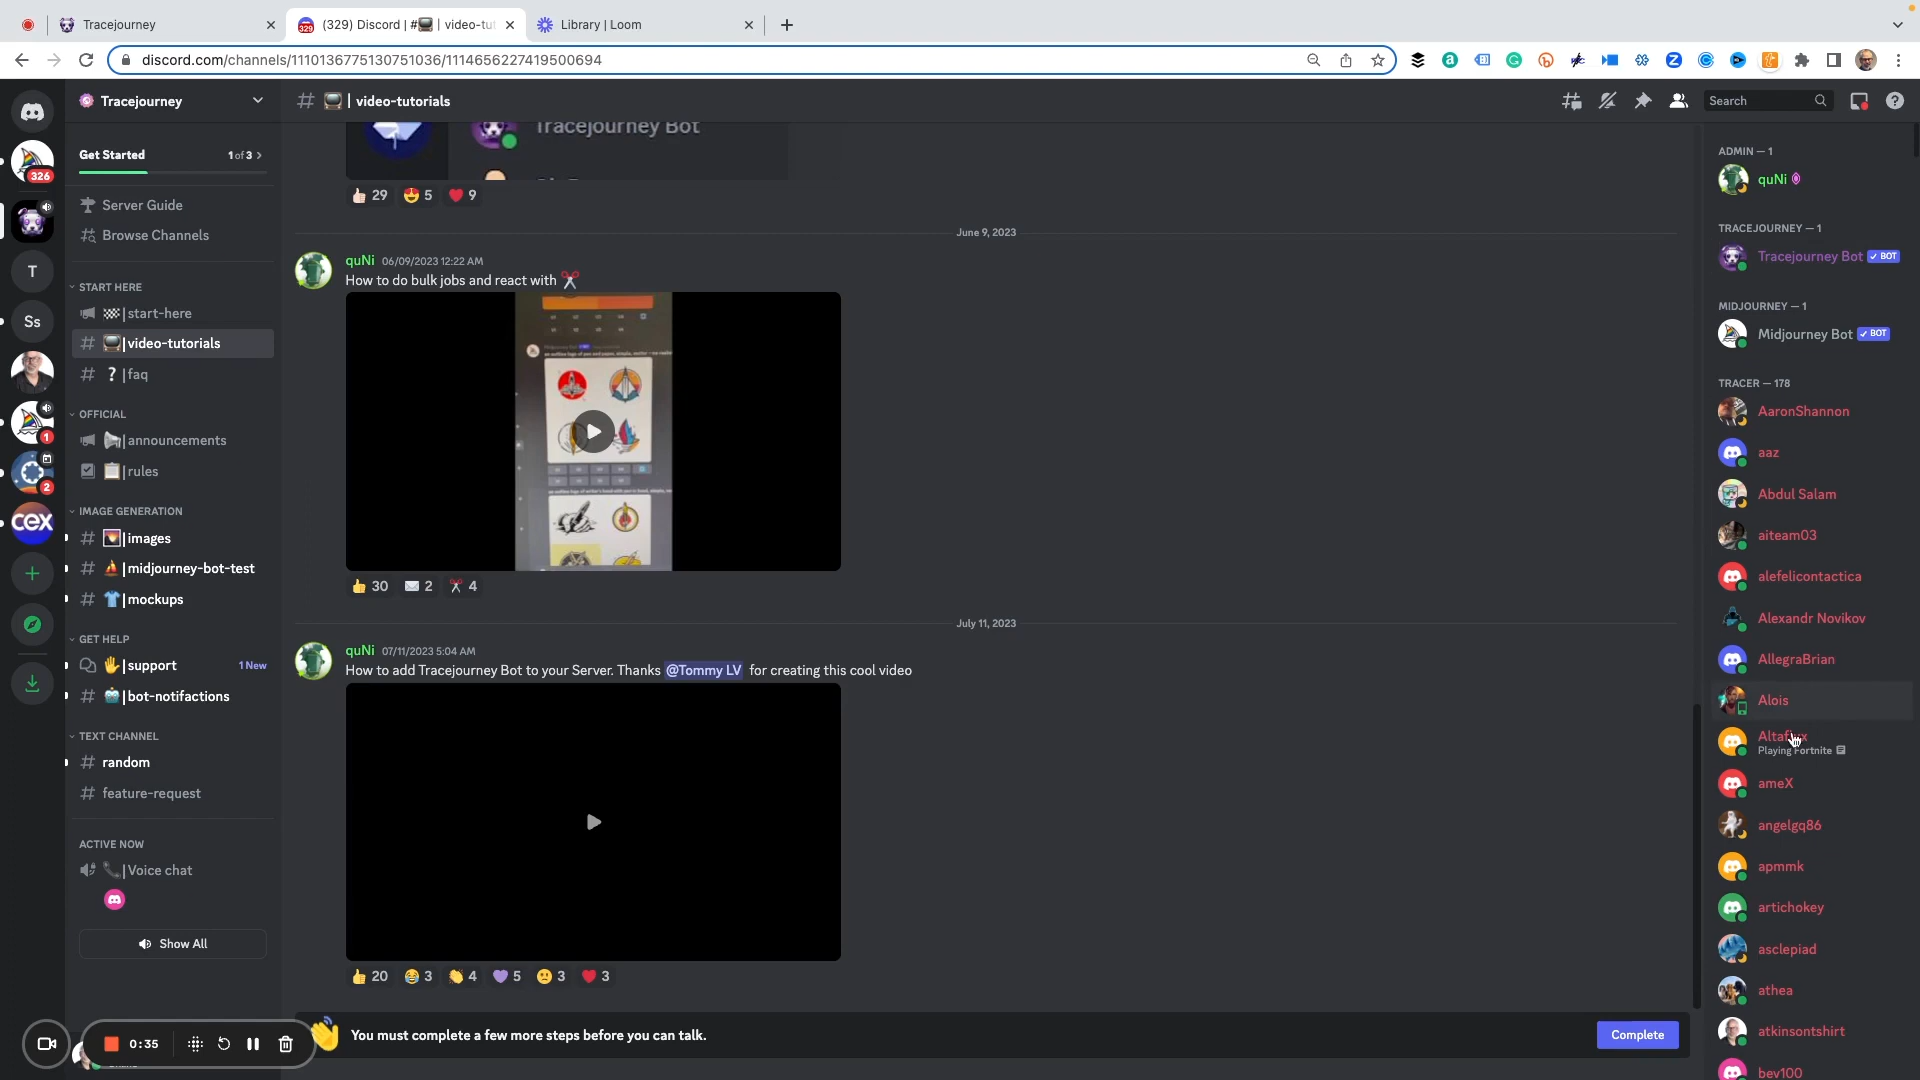 Tracejourney
(329) Discord | #📺 | video-tut
Library | Loom
discord.com/channels/1110136775130751036/1114656227419500694
Tracejourney
# 📺 | video-tutorials
Search
Get Started
1 of 3 >
Server Guide
Browse Channels
START HERE
🏁|start-here
# 📺|video-tutorials
# ❔|faq
OFFICIAL
📢|announcements
📋|rules
IMAGE GENERATION
# 🌄|images
# ⛵|midjourney-bot-test
# 👕|mockups
GET HELP
✋|support
1 New
# 🤖|bot-notifactions
TEXT CHANNEL
# random
# feature-request
ACTIVE NOW
📞|Voice chat
Show All
326
T
Ss
1
2
cex
Tracejourney Bot
👍 29 😍 5 ❤️ 9
June 9, 2023
quNi 06/09/2023 12:22 AM
How to do bulk jobs and react with ✂️
👍 30 ✉️ 2 ✂️ 4
July 11, 2023
quNi 07/11/2023 5:04 AM
How to add Tracejourney Bot to your Server. Thanks @Tommy LV for creating this cool video
👍 20 😂 3 👏 4 💜 5 🙁 3 ❤️ 3
You must complete a few more steps before you can talk.
Complete
0:35
ADMIN — 1
quNi
TRACEJOURNEY — 1
Tracejourney Bot ✓ BOT
MIDJOURNEY — 1
Midjourney Bot ✓ BOT
TRACER — 178
AaronShannon
aaz
Abdul Salam
aiteam03
alefelicontactica
Alexandr Novikov
AllegraBrian
Alois
Playing Fortnite
ameX
angelgq86
apmmk
artichokey
asclepiad
athea
atkinsontshirt
bev100